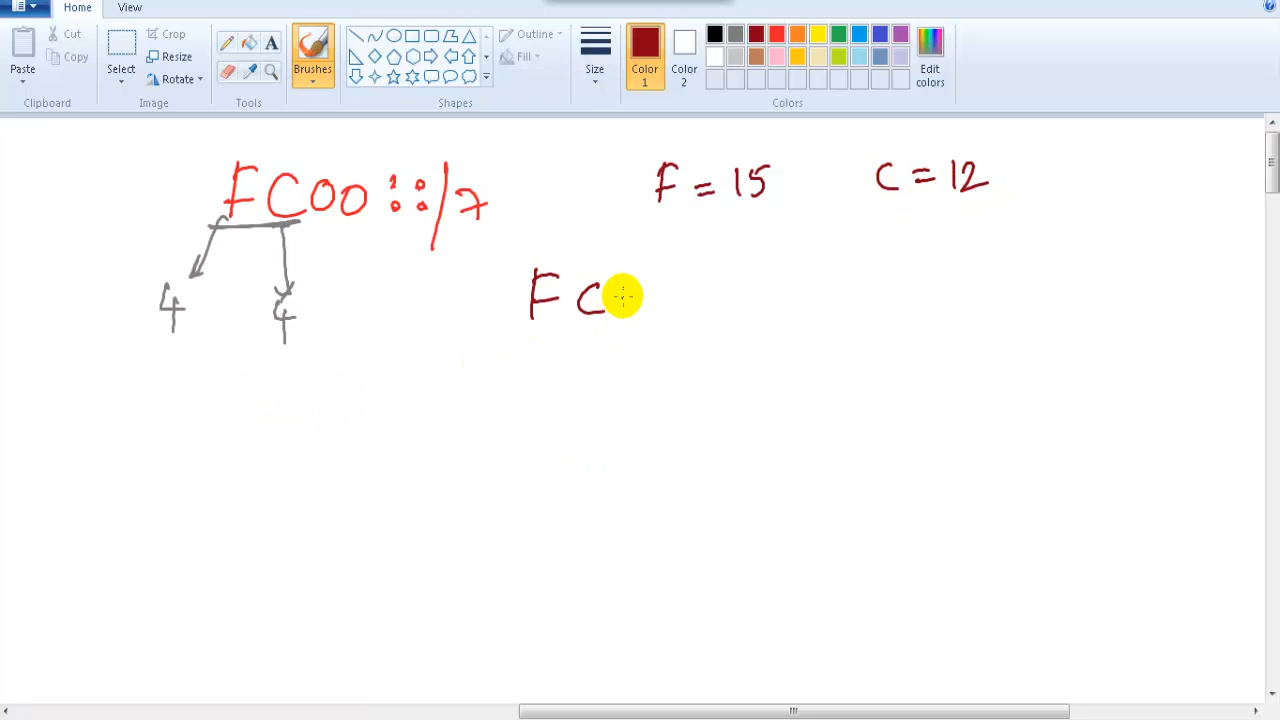 Home View
Paste
Cut
Copy
Select
Resize
Rotate
Brushes
Outline
Fill
Size
Color 1
Color 2
Edit colors
Clipboard Image Tools Shapes Colors
FC00::/7 F = 15 C = 12
4 4
FC